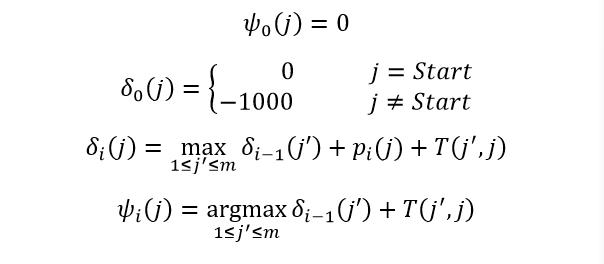 ψ₀(j) = 0
δ₀(j) = { 0 j = Start
−1000 j ≠ Start
δᵢ(j) = max 1≤j′≤m δᵢ₋₁(j′) + pᵢ(j) + T(j′, j)
ψᵢ(j) = argmax 1≤j′≤m δᵢ₋₁(j′) + T(j′, j)